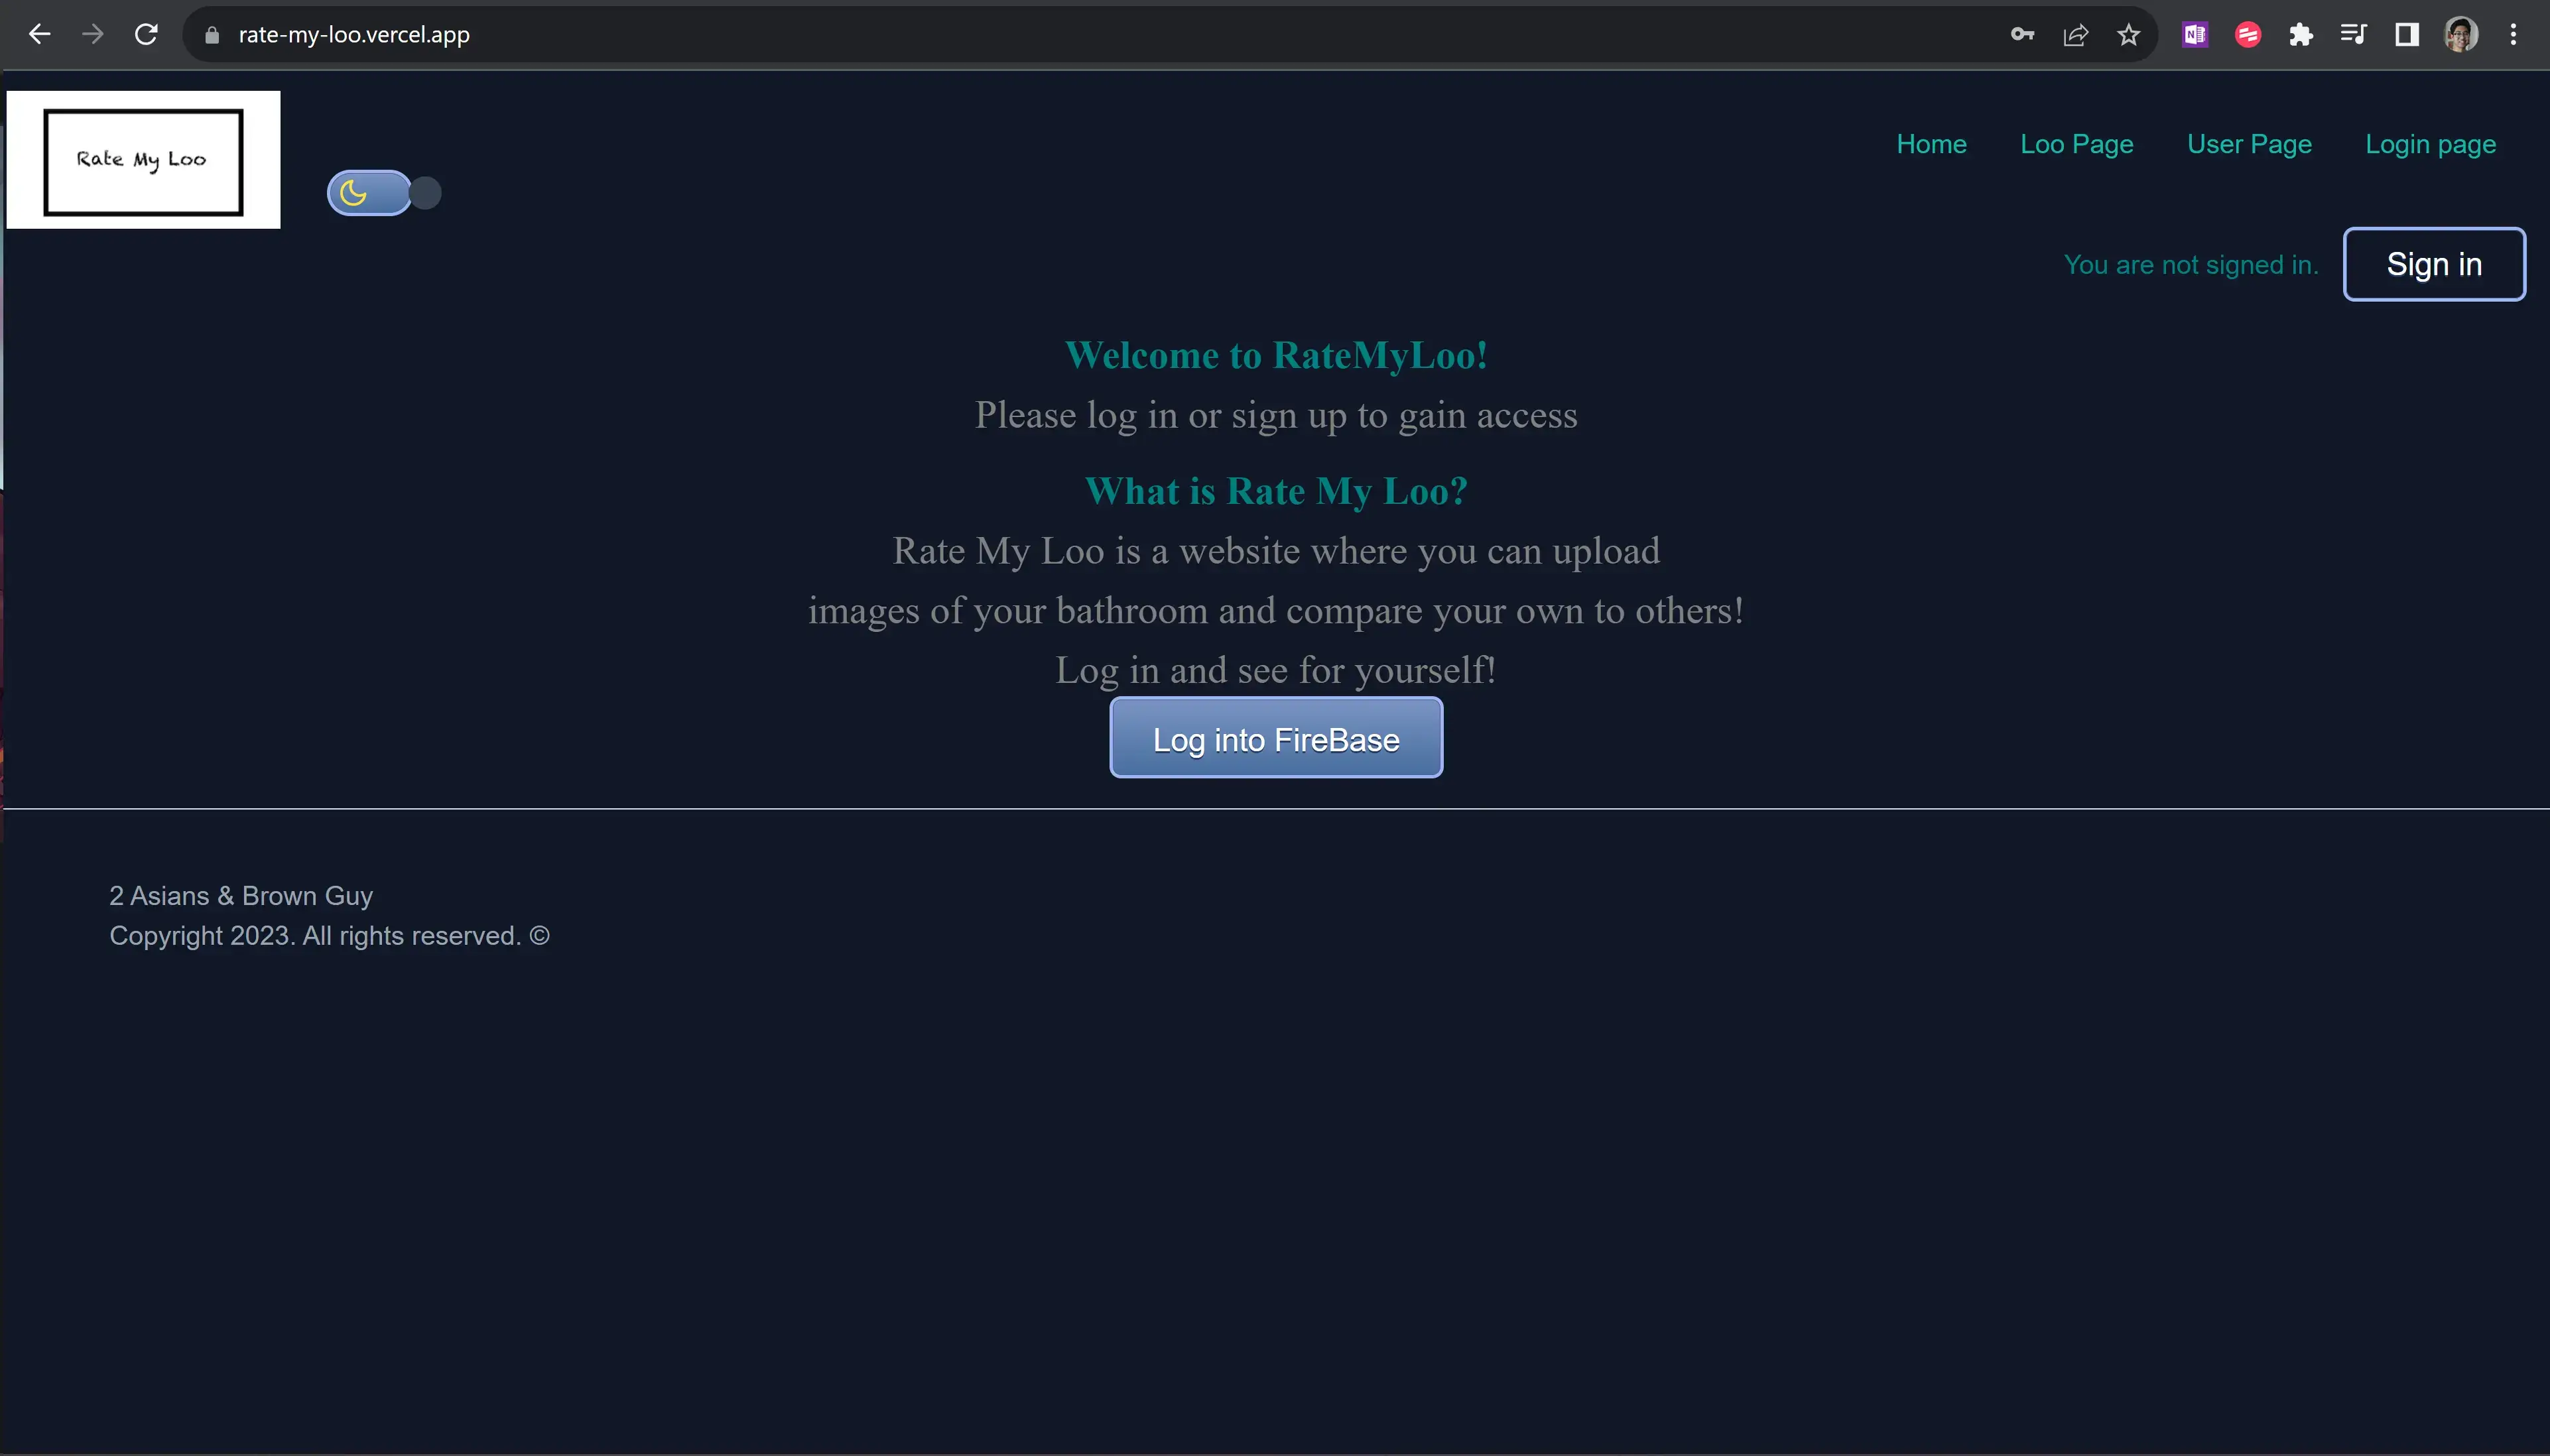 rate-my-loo.vercel.app
N
Rate My Loo
Home
Loo Page
User Page
Login page
You are not signed in.
Sign in
Welcome to RateMyLoo!
Please log in or sign up to gain access
What is Rate My Loo?
Rate My Loo is a website where you can upload
images of your bathroom and compare your own to others!
Log in and see for yourself!
Log into FireBase
2 Asians & Brown Guy
Copyright 2023. All rights reserved. ©